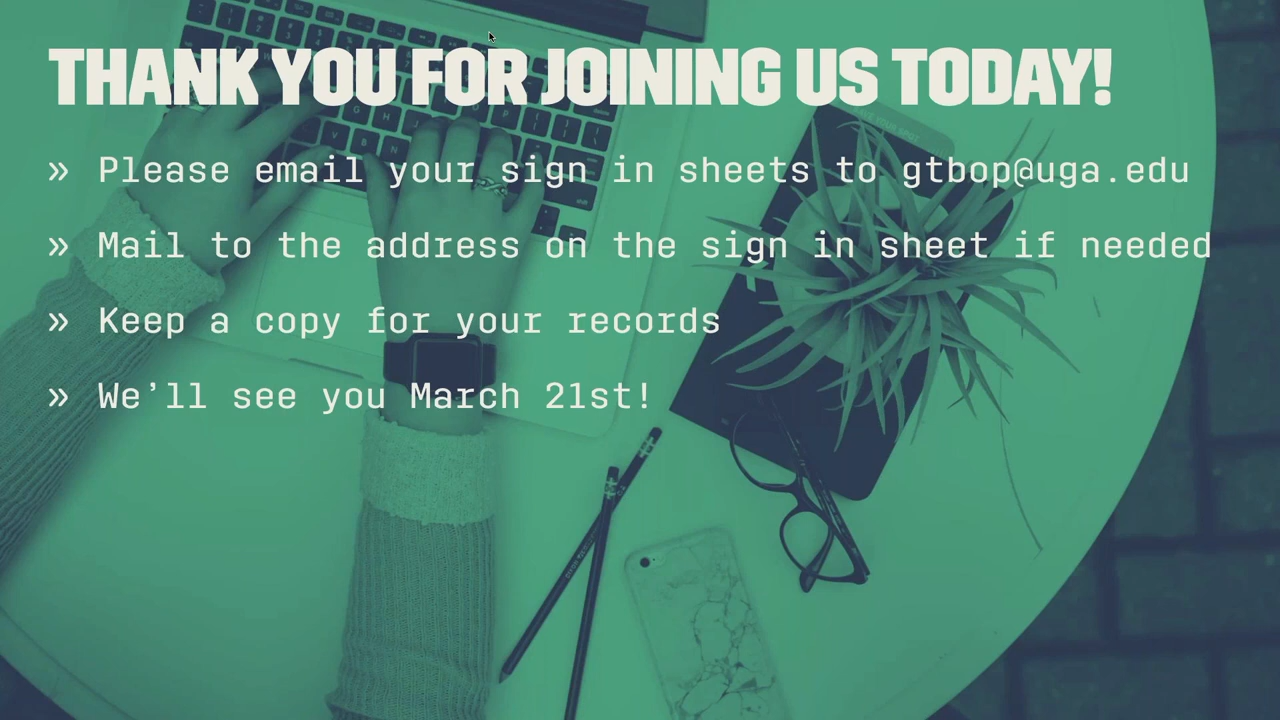 THANK YOU FOR JOINING US TODAY!
» Please email your sign in sheets to gtbop@uga.edu
» Mail to the address on the sign in sheet if needed
» Keep a copy for your records
» We’ll see you March 21st!